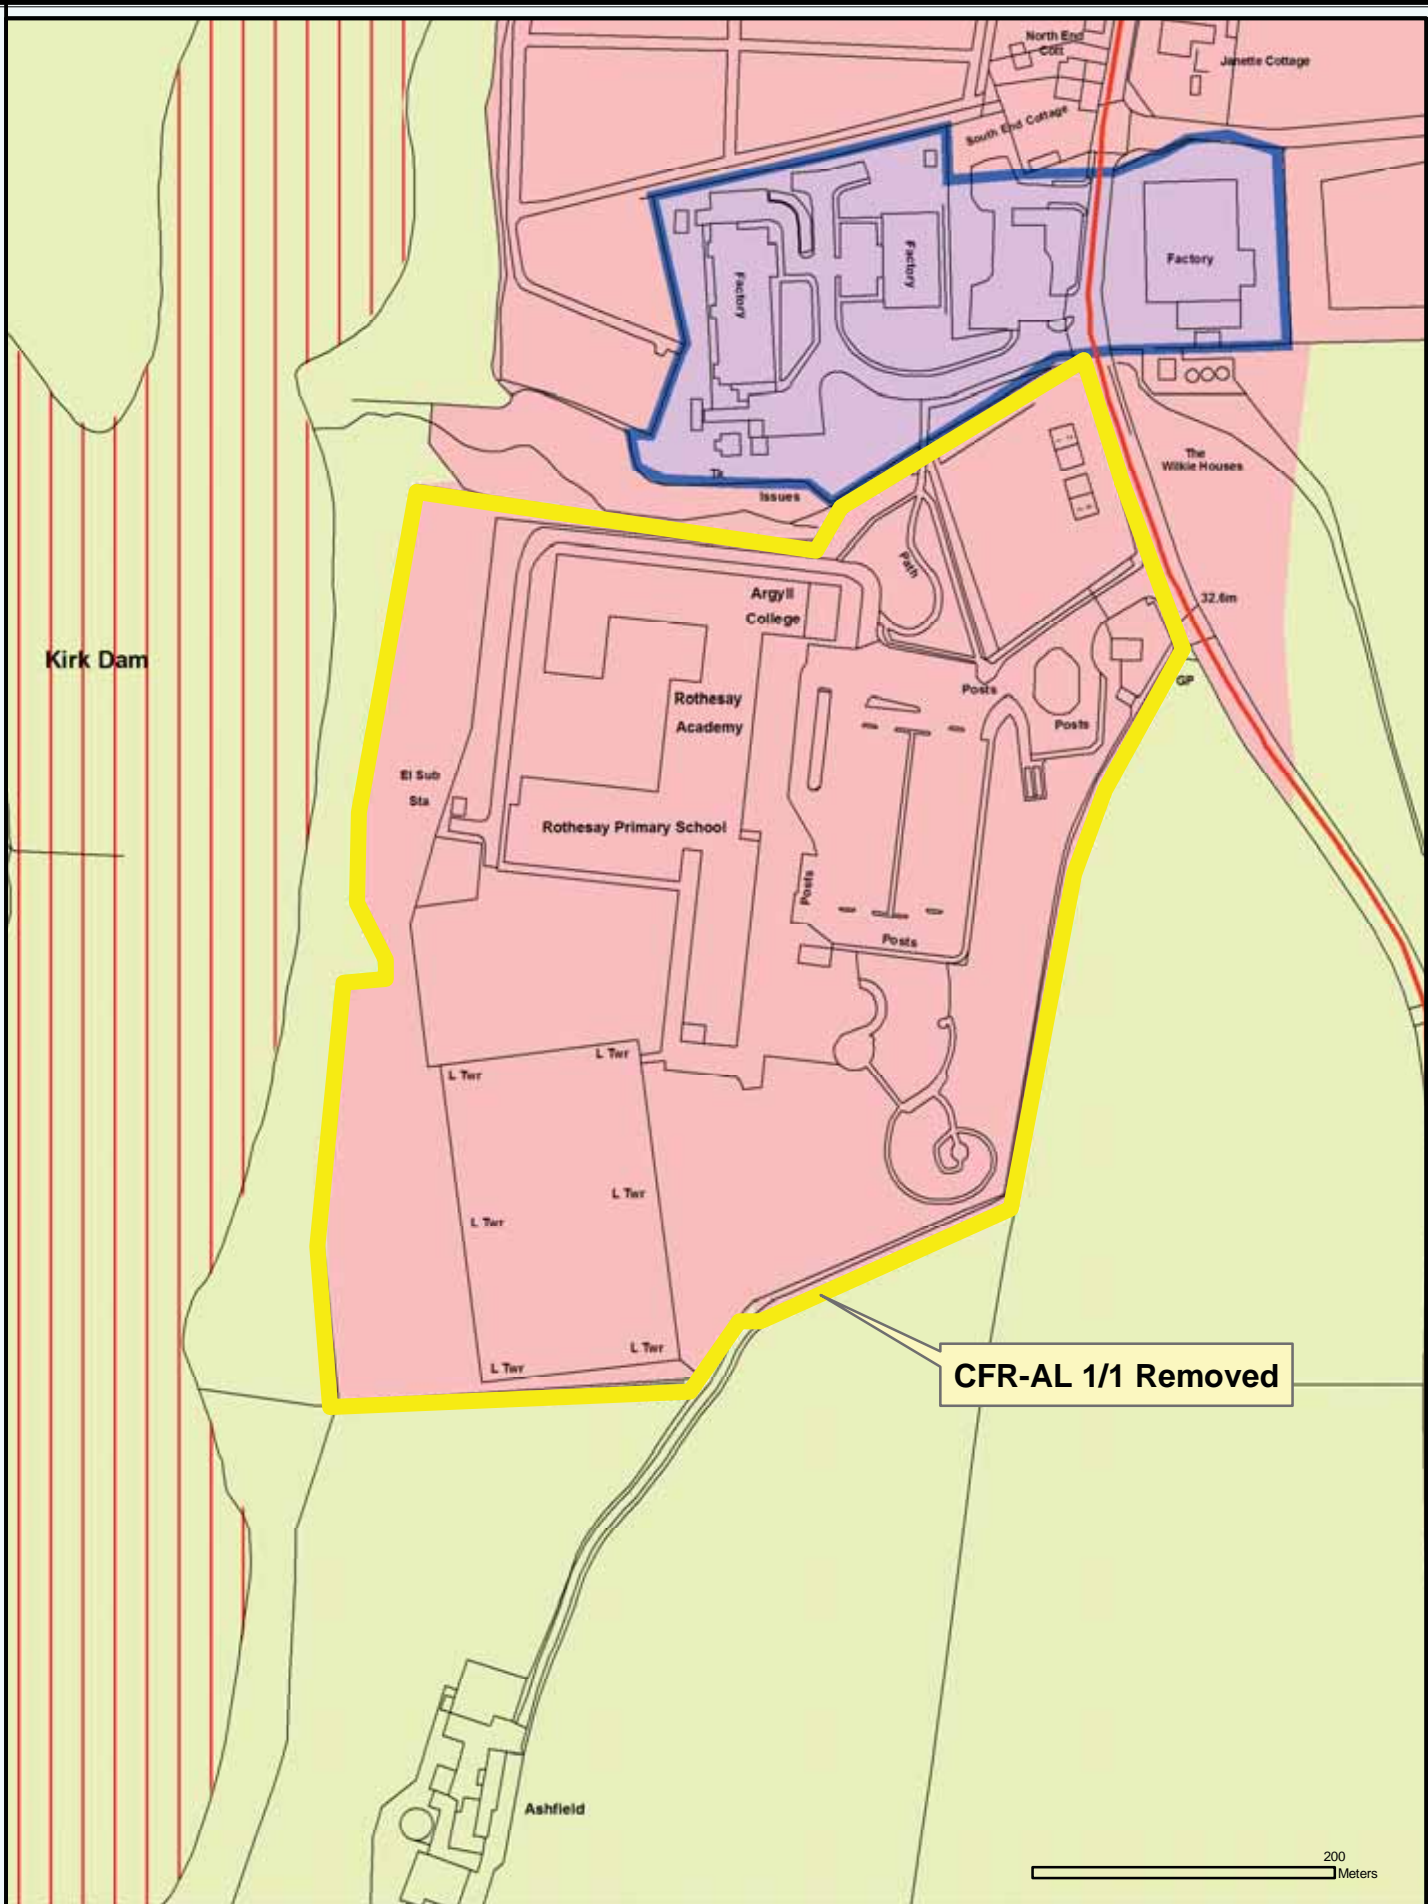 North End
Cott
Janette Cottage
South End Cottage
Factory
Factory
Factory
The
Wilkie Houses
Tk
Issues
Path
Argyll
College
32.6m
Kirk Dam
GP
Posts
Rothesay
Academy
Posts
El Sub
Sta
Rothesay Primary School
Posts
Posts
L Twr
L Twr
L Twr
L Twr
L Twr
L Twr
CFR-AL 1/1 Removed
Ashfield
200
Meters